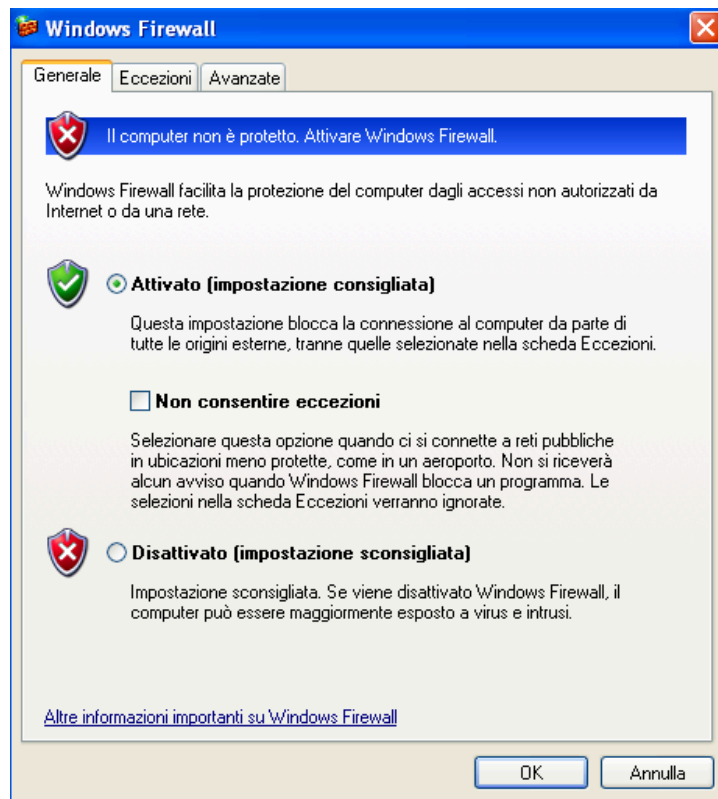 Windows Firewall
Generale
Eccezioni
Avanzate
Il computer non è protetto. Attivare Windows Firewall.
Windows Firewall facilita la protezione del computer dagli accessi non autorizzati da
Internet o da una rete.
Attivato (impostazione consigliata)
Questa impostazione blocca la connessione al computer da parte di
tutte le origini esterne, tranne quelle selezionate nella scheda Eccezioni.
Non consentire eccezioni
Selezionare questa opzione quando ci si connette a reti pubbliche
in ubicazioni meno protette, come in un aeroporto. Non si riceverà
alcun avviso quando Windows Firewall blocca un programma. Le
selezioni nella scheda Eccezioni verranno ignorate.
Disattivato (impostazione sconsigliata)
Impostazione sconsigliata. Se viene disattivato Windows Firewall, il
computer può essere maggiormente esposto a virus e intrusi.
Altre informazioni importanti su Windows Firewall
OK
Annulla